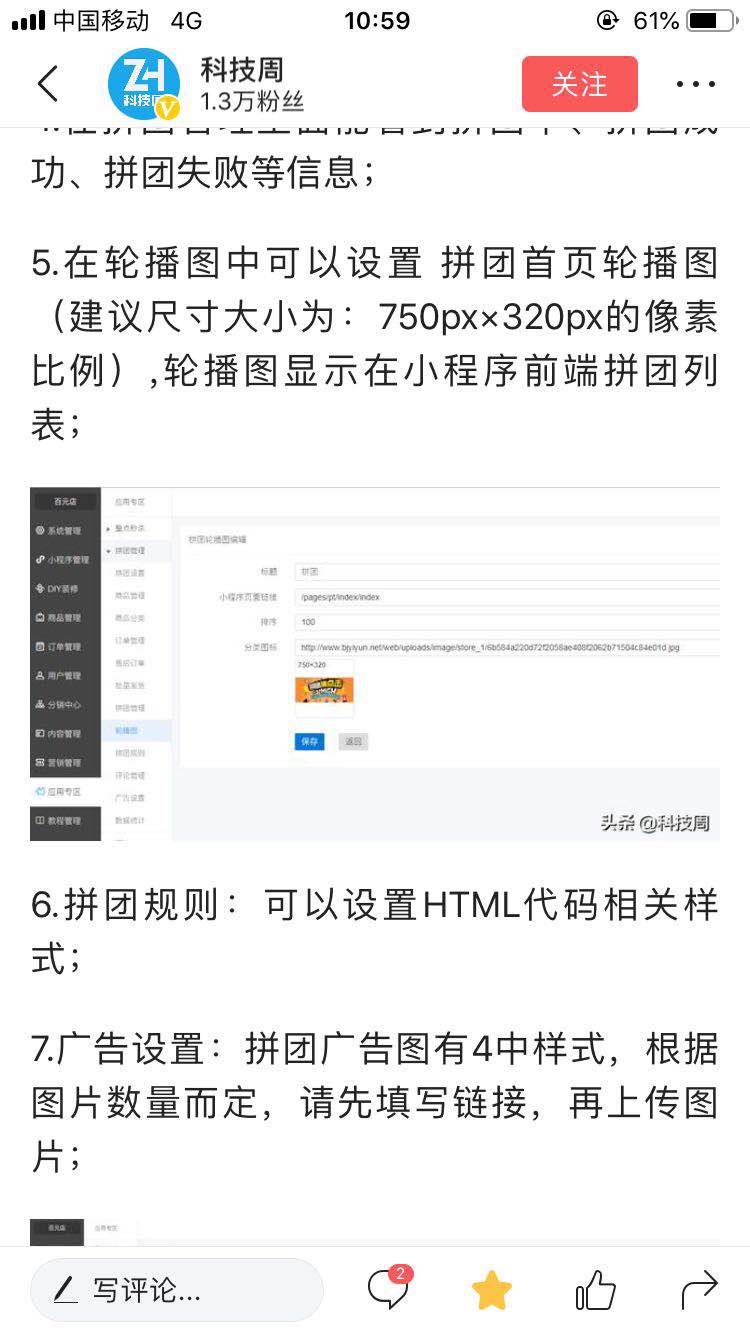 中国移动 4G 10:59 61%
ZH
科技周
V
科技周
1.3万粉丝
关注
功、拼团失败等信息；
5.在轮播图中可以设置 拼团首页轮播图
（建议尺寸大小为：750px×320px的像素
比例）,轮播图显示在小程序前端拼团列
表；
百元店
系统管理
小程序管理
DIY装修
商品管理
订单管理
用户管理
分销中心
内容管理
营销管理
应用专区
教程管理
应用专区
整点秒杀
拼团管理
拼团设置
商品管理
商品分类
订单管理
售后订单
批量发货
拼团管理
轮播图
拼团规则
评论管理
广告设置
数据统计
拼团轮播图编辑
标题 拼团
小程序页面链接 /pages/pt/index/index
排序 100
分类图标
750×320
保存 返回
头条 @科技周
6.拼团规则：可以设置HTML代码相关样
式；
7.广告设置：拼团广告图有4中样式，根据
图片数量而定，请先填写链接，再上传图
片；
百元店 应用专区
写评论...
2